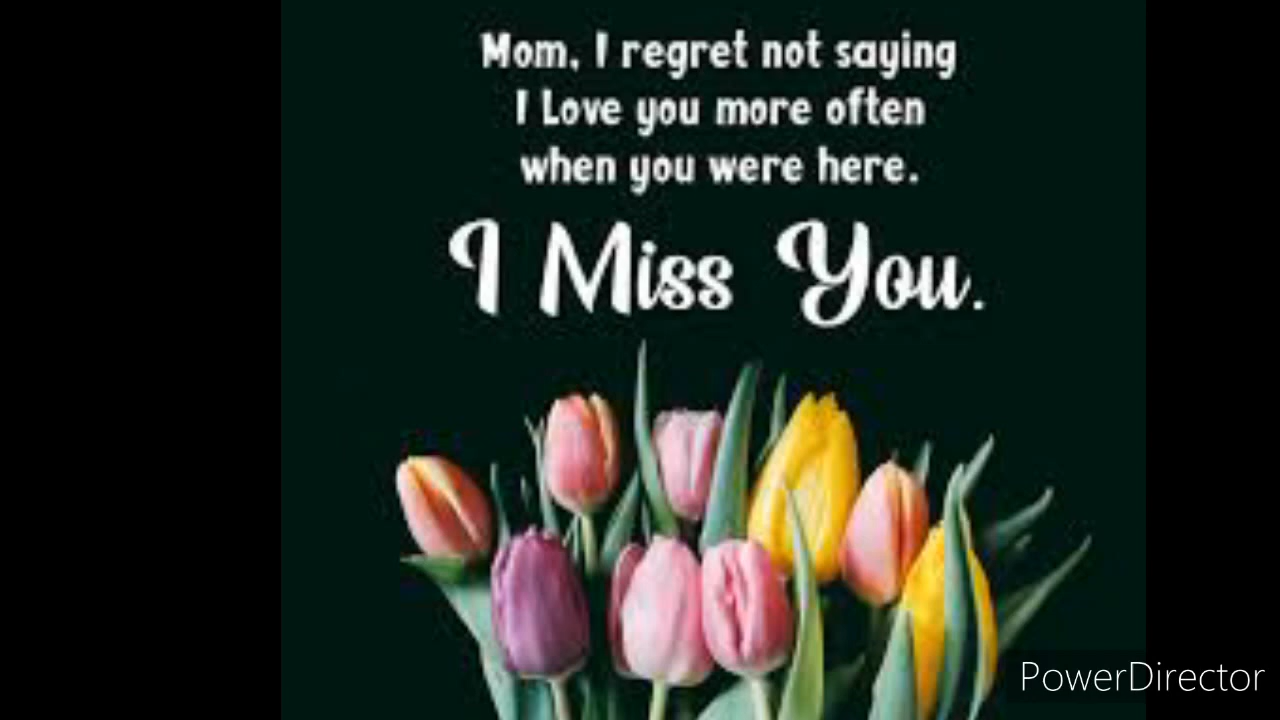 Mom, I regret not saying
I Love you more often
when you were here.
I Miss You.
PowerDirector